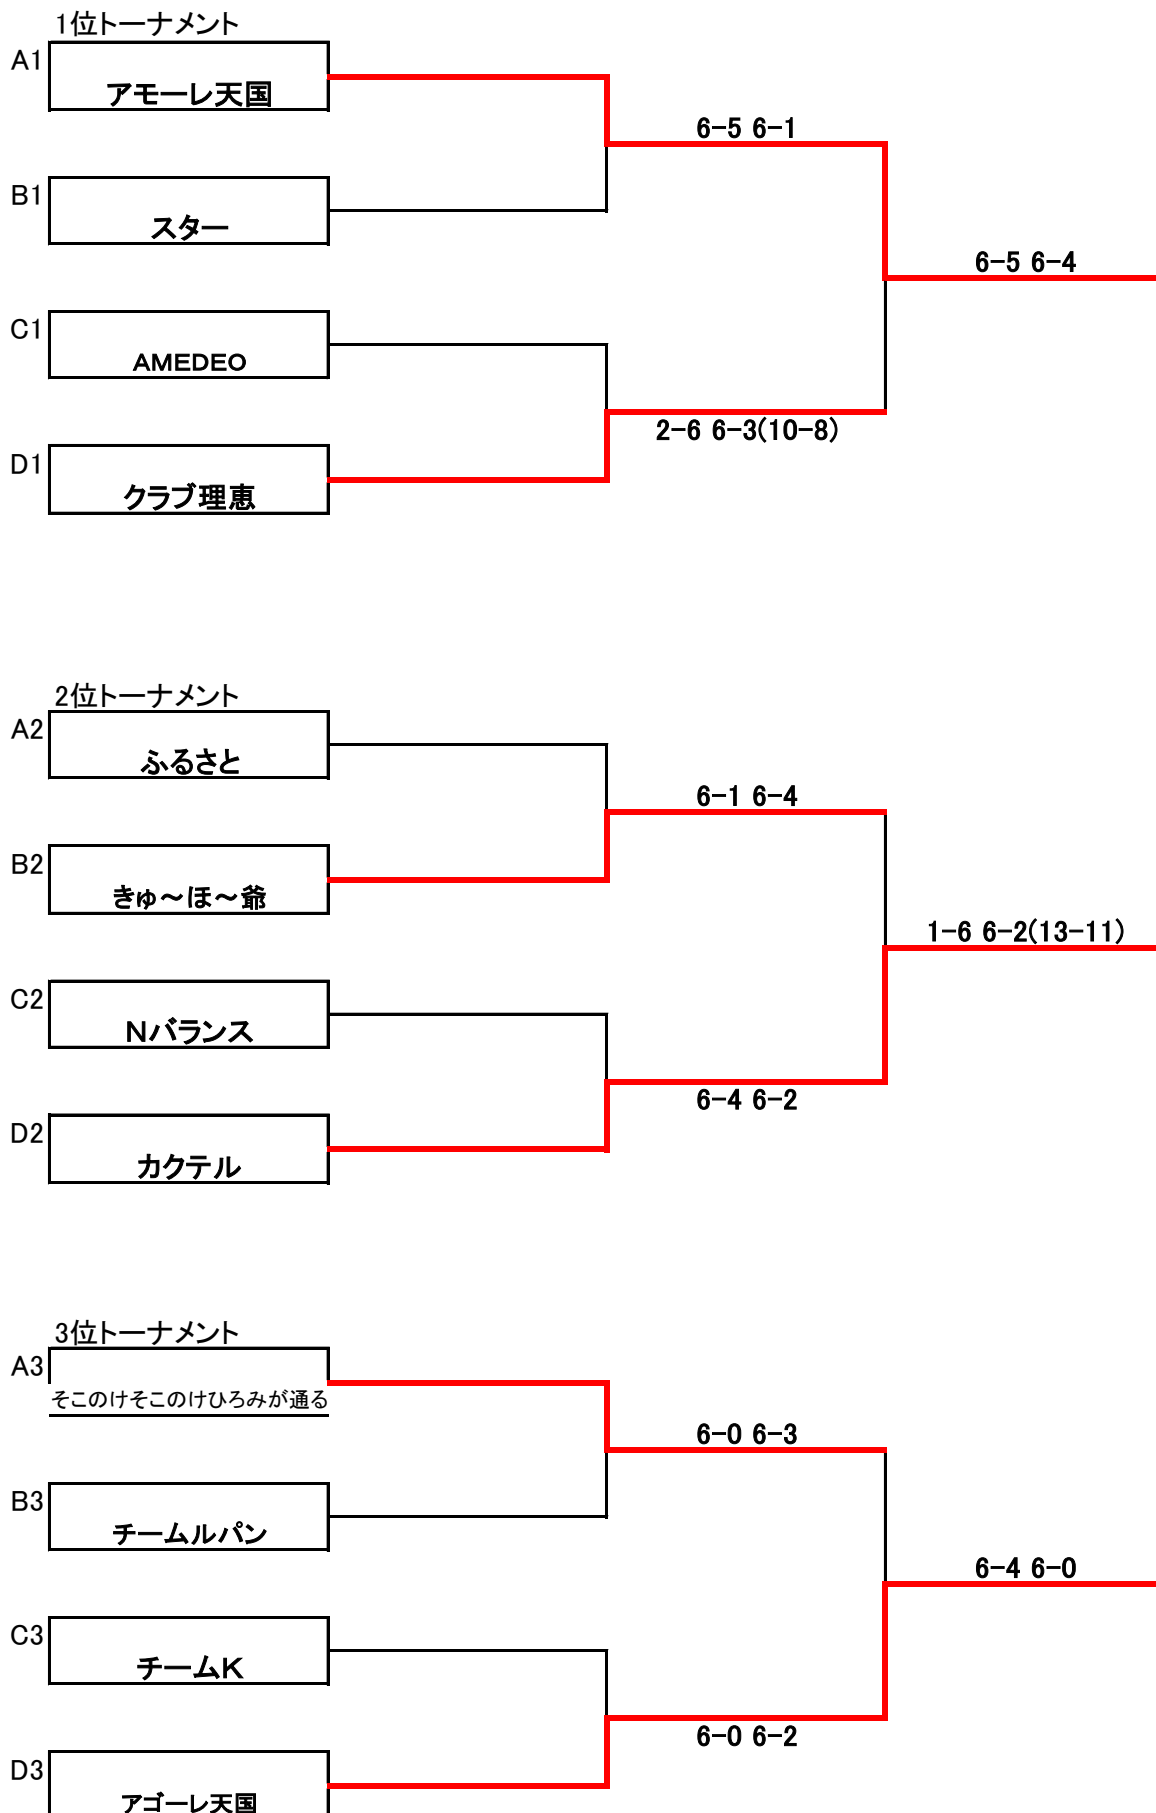 1位トーナメント
A1
アモーレ天国
6-5 6-1
B1
スター
6-5 6-4
C1
AMEDEO
2-6 6-3(10-8)
D1
クラブ理恵
2位トーナメント
A2
ふるさと
6-1 6-4
B2
きゅ～ほ～爺
1-6 6-2(13-11)
C2
Nバランス
6-4 6-2
D2
カクテル
3位トーナメント
A3
そこのけそこのけひろみが通る
6-0 6-3
B3
チームルパン
6-4 6-0
C3
チームK
6-0 6-2
D3
アゴーレ天国